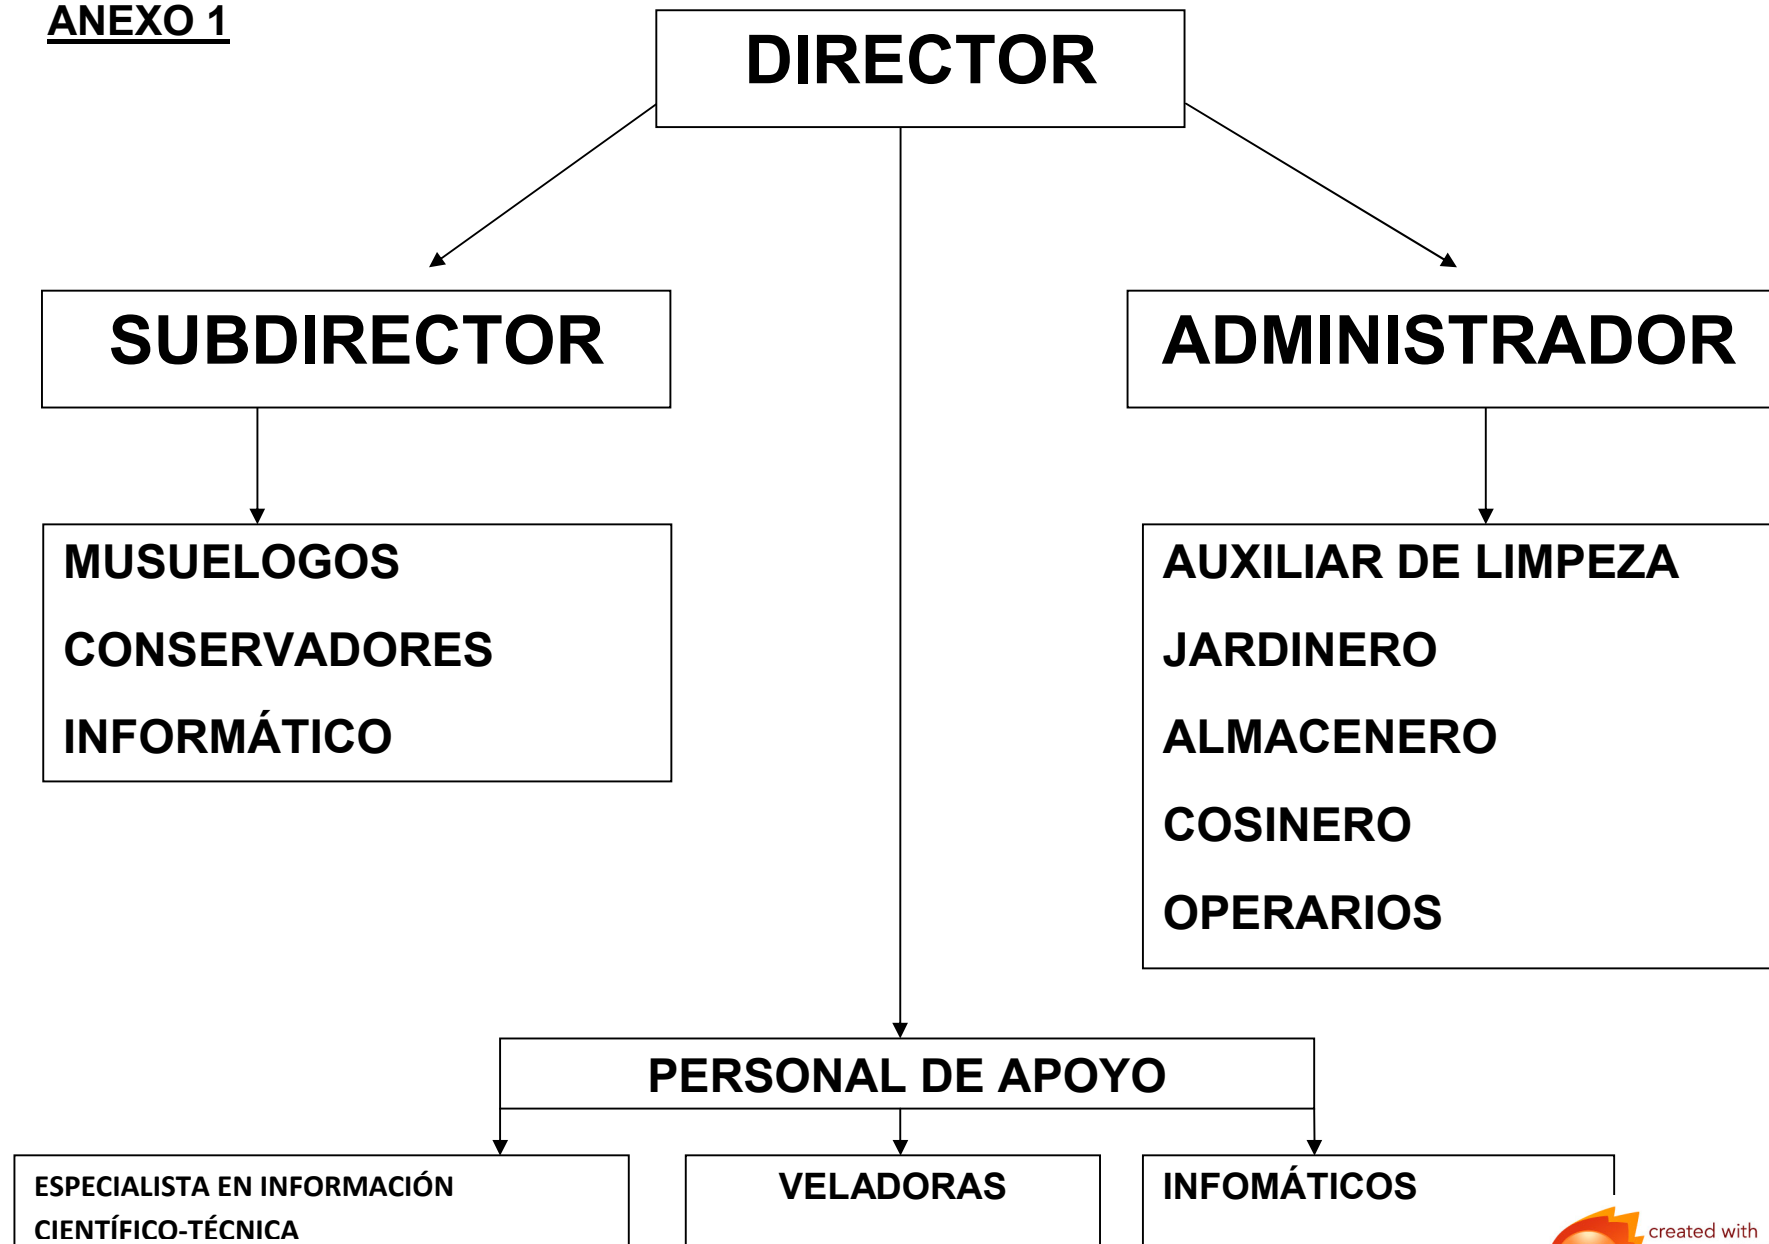 ANEXO 1
DIRECTOR
SUBDIRECTOR
ADMINISTRADOR
MUSUELOGOS
CONSERVADORES
INFORMÁTICO
AUXILIAR DE LIMPEZA
JARDINERO
ALMACENERO
COSINERO
OPERARIOS
PERSONAL DE APOYO
ESPECIALISTA EN INFORMACIÓN
CIENTÍFICO-TÉCNICA
VELADORAS
INFOMÁTICOS
created with